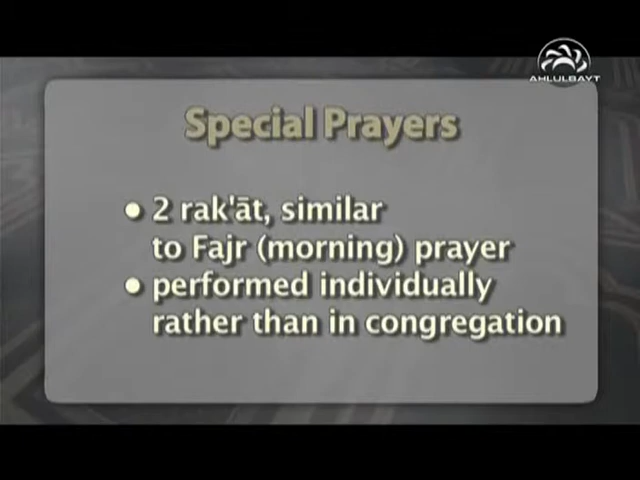 AHLULBAYT
Special Prayers
● 2 rak'āt, similar
to Fajr (morning) prayer
● performed individually
rather than in congregation